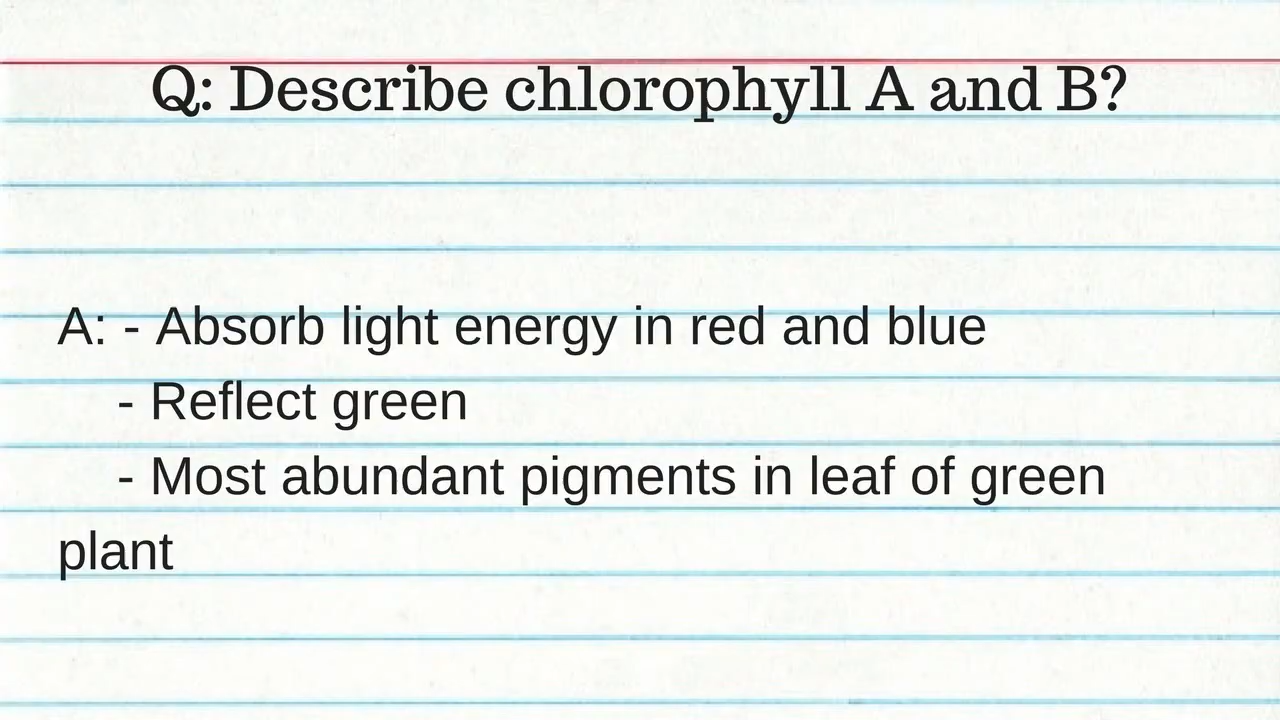 Q: Describe chlorophyll A and B?
A: - Absorb light energy in red and blue
- Reflect green
- Most abundant pigments in leaf of green
plant